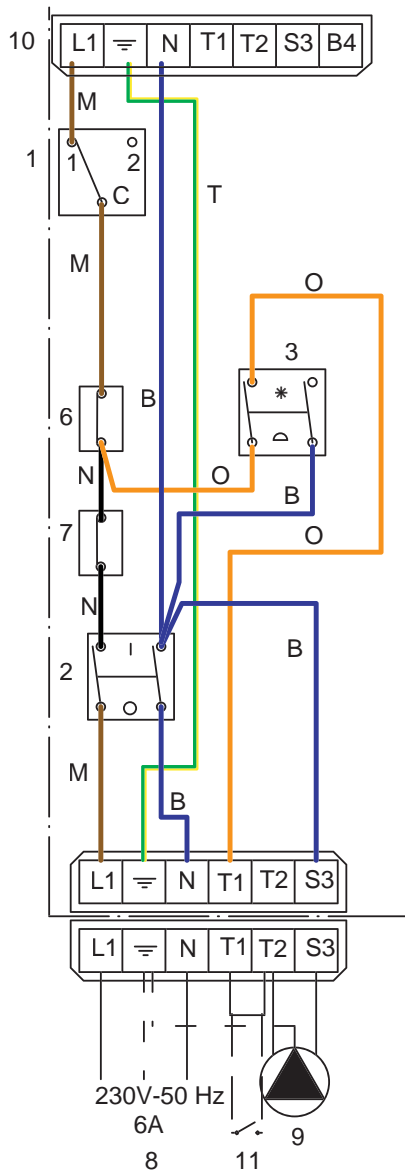 10
L1 N T1 T2 S3 B4
M
1
1 2
C
T
M
O
3
6
B
N
O
B
7
O
N
2
I
B
M
B
L1 N T1 T2 S3
L1 N T1 T2 S3
230V-50 Hz
6A
9
8
11